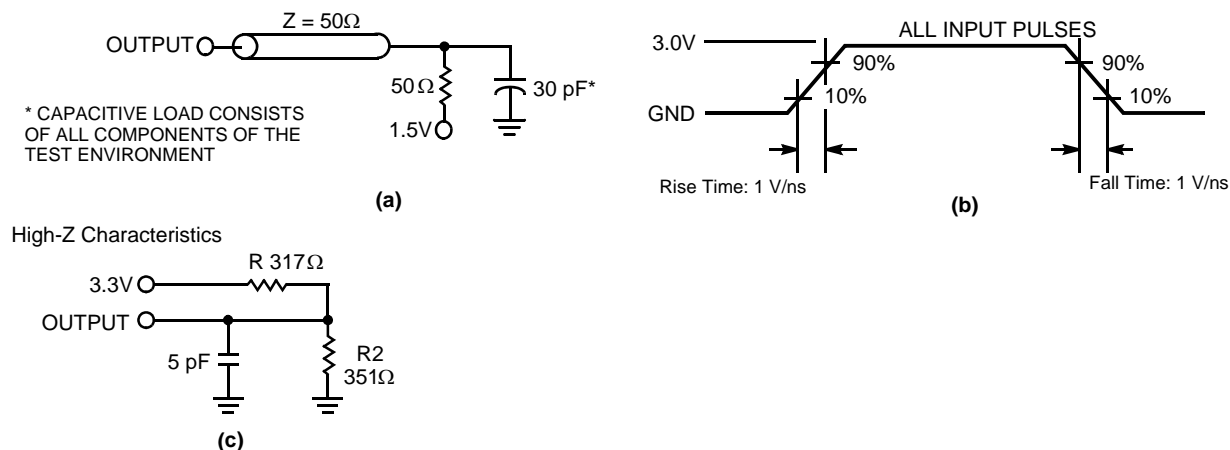 Z = 50Ω
OUTPUT
50Ω
30 pF*
1.5V
* CAPACITIVE LOAD CONSISTS
OF ALL COMPONENTS OF THE
TEST ENVIRONMENT
(a)
ALL INPUT PULSES
3.0V
90%
10%
GND
90%
10%
Rise Time: 1 V/ns
Fall Time: 1 V/ns
(b)
High-Z Characteristics
R 317Ω
3.3V
OUTPUT
5 pF
R2
351Ω
(c)